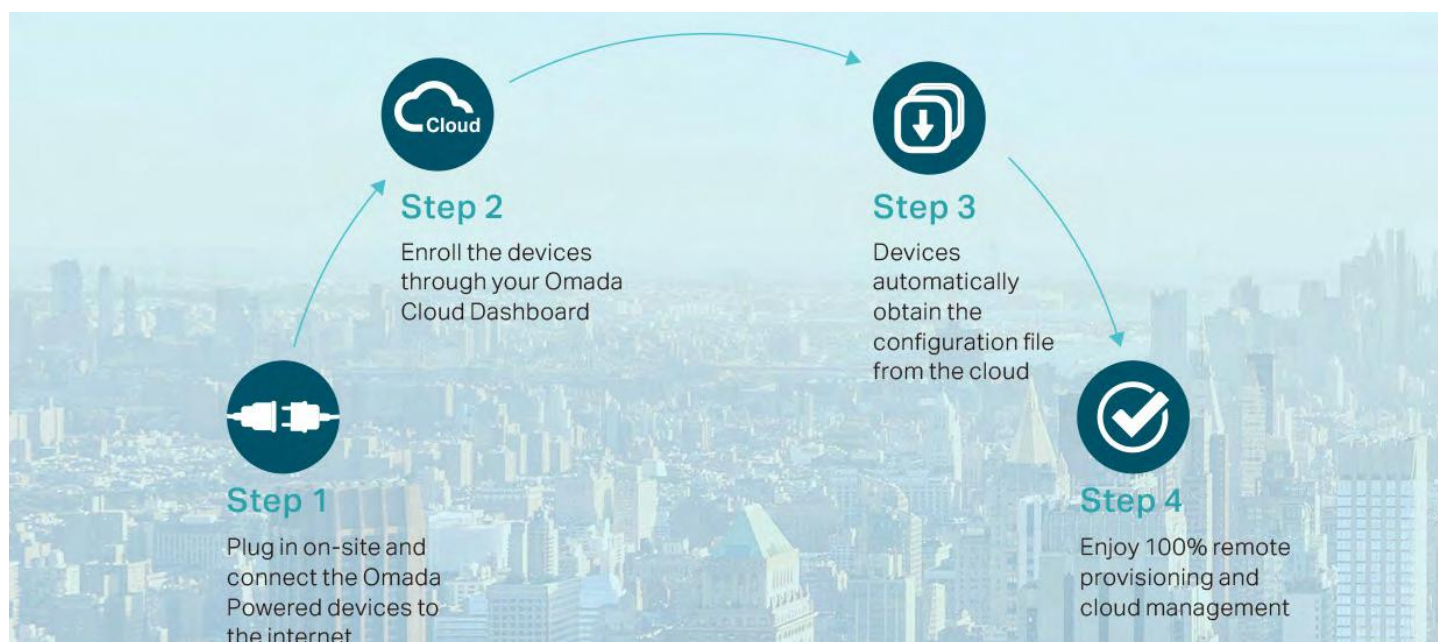 Cloud
Step 2
Enroll the devices
through your Omada
Cloud Dashboard
Step 3
Devices
automatically
obtain the
configuration file
from the cloud
Step 1
Plug in on-site and
connect the Omada
Powered devices to
the internet
Step 4
Enjoy 100% remote
provisioning and
cloud management